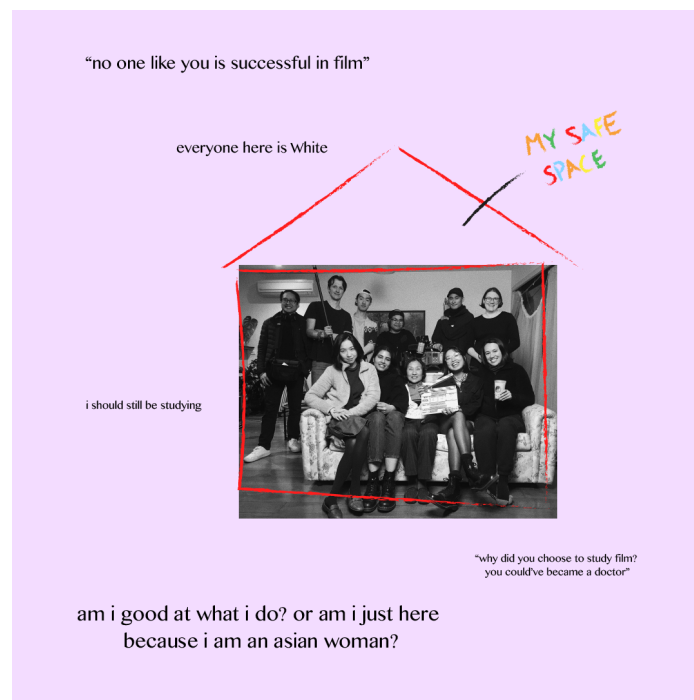 “no one like you is successful in film”
everyone here is White
MY SAFE
SPACE
i should still be studying
“why did you choose to study film?
you could’ve became a doctor”
am i good at what i do? or am i just here
because i am an asian woman?